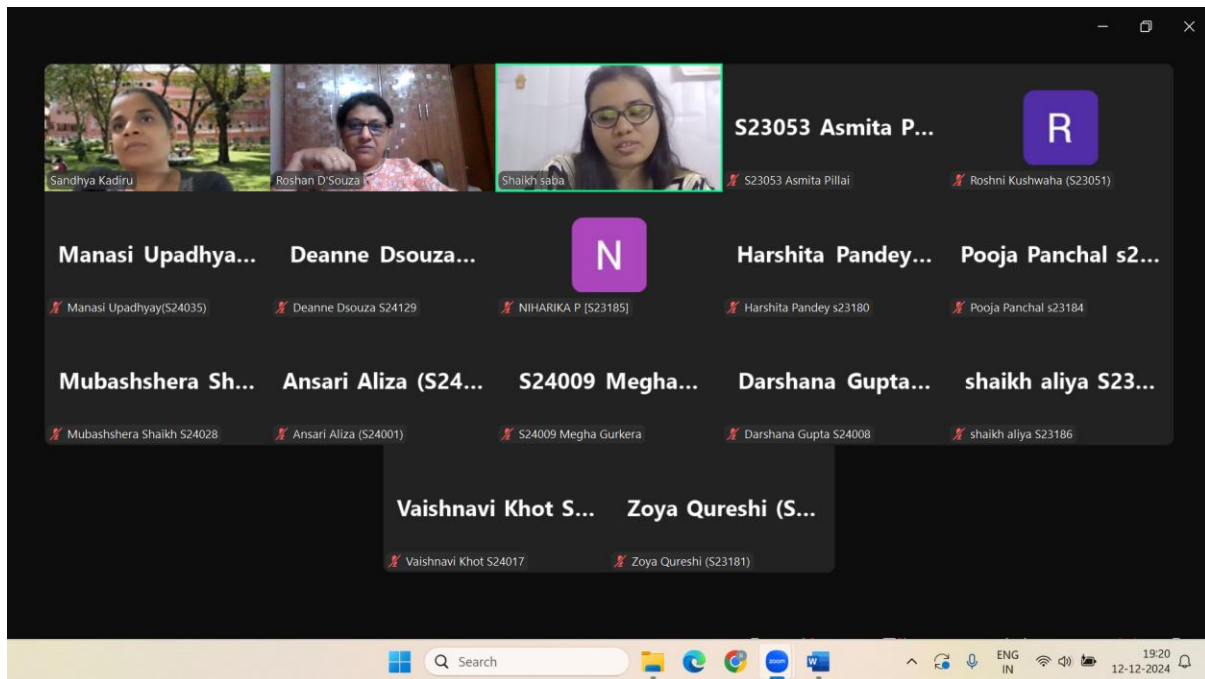 Sandhya Kadiru
Roshan D'Souza
Shaikh saba
S23053 Asmita P...
S23053 Asmita Pillai
R
Roshni Kushwaha (S23051)
Manasi Upadhya...
Manasi Upadhyay(S24035)
Deanne Dsouza...
Deanne Dsouza S24129
N
NIHARIKA P [S23185]
Harshita Pandey...
Harshita Pandey s23180
Pooja Panchal s2...
Pooja Panchal s23184
Mubashshera Sh...
Mubashshera Shaikh S24028
Ansari Aliza (S24...
Ansari Aliza (S24001)
S24009 Megha...
S24009 Megha Gurkera
Darshana Gupta...
Darshana Gupta S24008
shaikh aliya S23...
shaikh aliya S23186
Vaishnavi Khot S...
Vaishnavi Khot S24017
Zoya Qureshi (S...
Zoya Qureshi (S23181)
Search
zoom
W
ENG
IN
19:20
12-12-2024